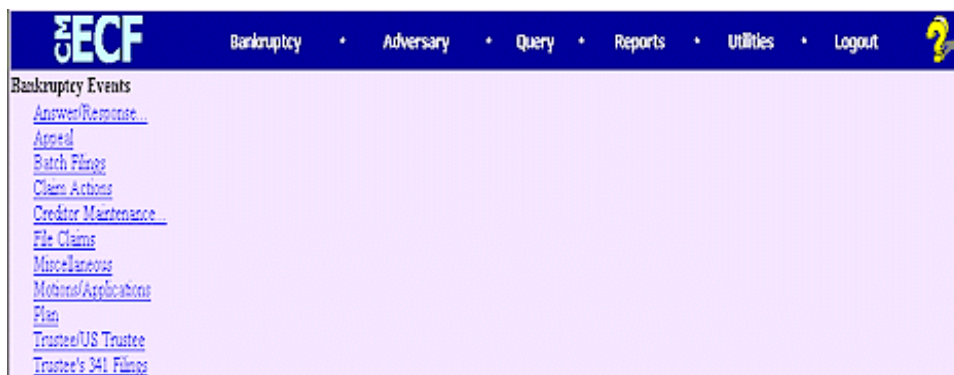 CM ECF Bankruptcy • Adversary • Query • Reports • Utilities • Logout ?
Bankruptcy Events
Answer/Response...
Appeal
Batch Filings
Claim Actions
Creditor Maintenance...
File Claims
Miscellaneous
Motions/Applications
Plan
Trustee/US Trustee
Trustee's 341 Filings